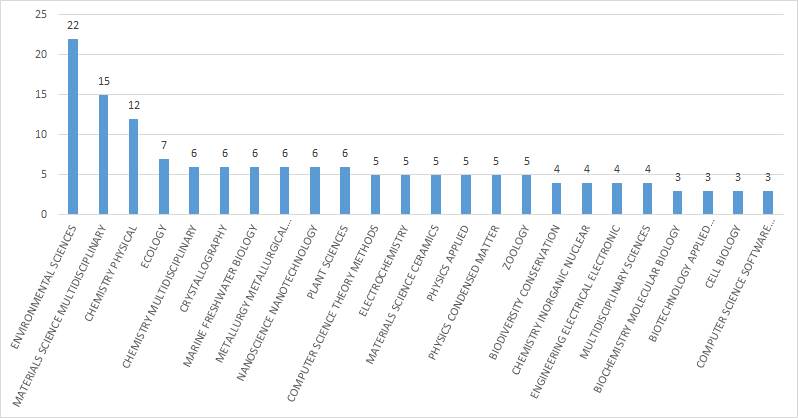 25
20
15
10
5
0
22
15
12
7
6
6
6
6
6
6
5
5
5
5
5
5
4
4
4
4
3
3
3
3
ENVIRONMENTAL SCIENCES
MATERIALS SCIENCE MULTIDISCIPLINARY
CHEMISTRY PHYSICAL
ECOLOGY
CHEMISTRY MULTIDISCIPLINARY
CRYSTALLOGRAPHY
MARINE FRESHWATER BIOLOGY
METALLURGY METALLURGICAL...
NANOSCIENCE NANOTECHNOLOGY
PLANT SCIENCES
COMPUTER SCIENCE THEORY METHODS
ELECTROCHEMISTRY
MATERIALS SCIENCE CERAMICS
PHYSICS APPLIED
PHYSICS CONDENSED MATTER
ZOOLOGY
BIODIVERSITY CONSERVATION
CHEMISTRY INORGANIC NUCLEAR
ENGINEERING ELECTRICAL ELECTRONIC
MULTIDISCIPLINARY SCIENCES
BIOCHEMISTRY MOLECULAR BIOLOGY
BIOTECHNOLOGY APPLIED...
CELL BIOLOGY
COMPUTER SCIENCE SOFTWARE...